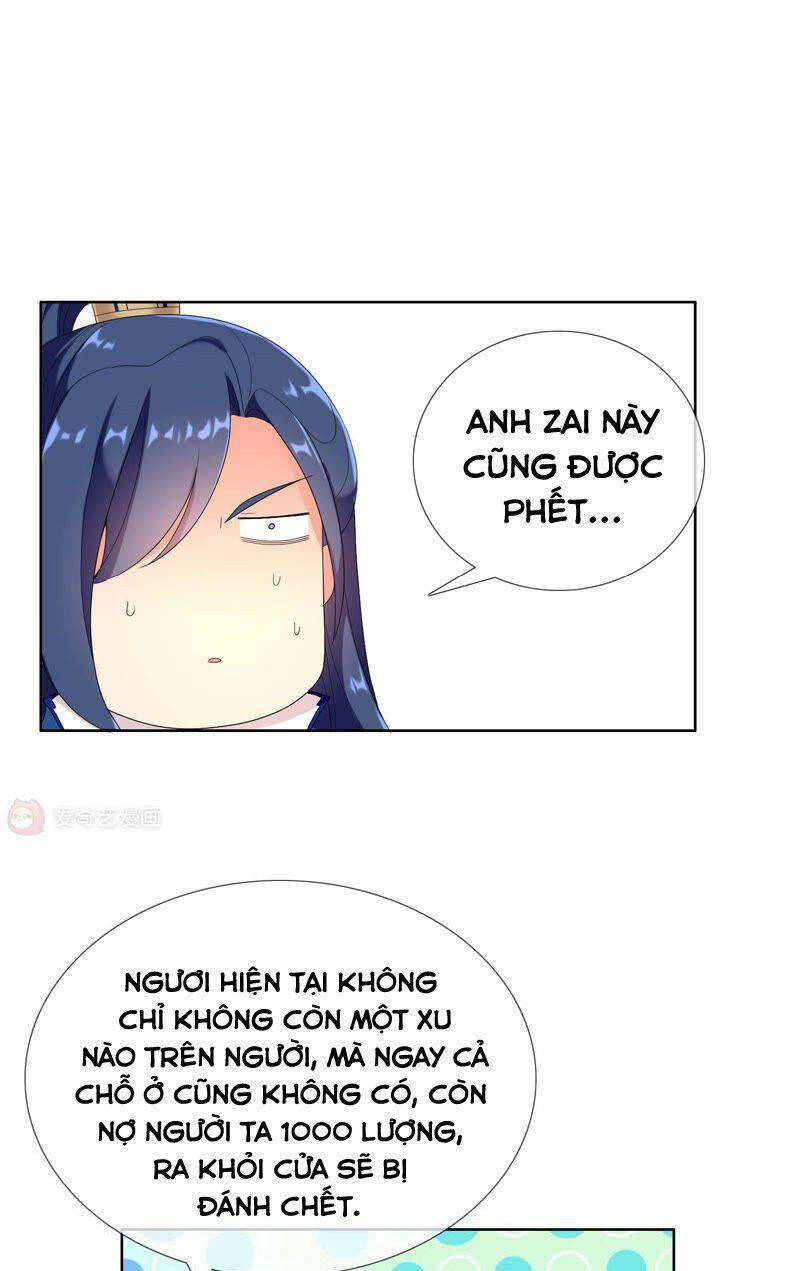 ANH ZAI NÀY
CŨNG ĐƯỢC
PHẾT...
爱奇艺漫画
NGƯƠI HIỆN TẠI KHÔNG
CHỈ KHÔNG CÒN MỘT XU
NÀO TRÊN NGƯỜI, MÀ NGAY CẢ
CHỖ Ở CŨNG KHÔNG CÓ, CÒN
NỢ NGƯỜI TA 1000 LƯỢNG,
RA KHỎI CỬA SẼ BỊ
ĐÁNH CHẾT.